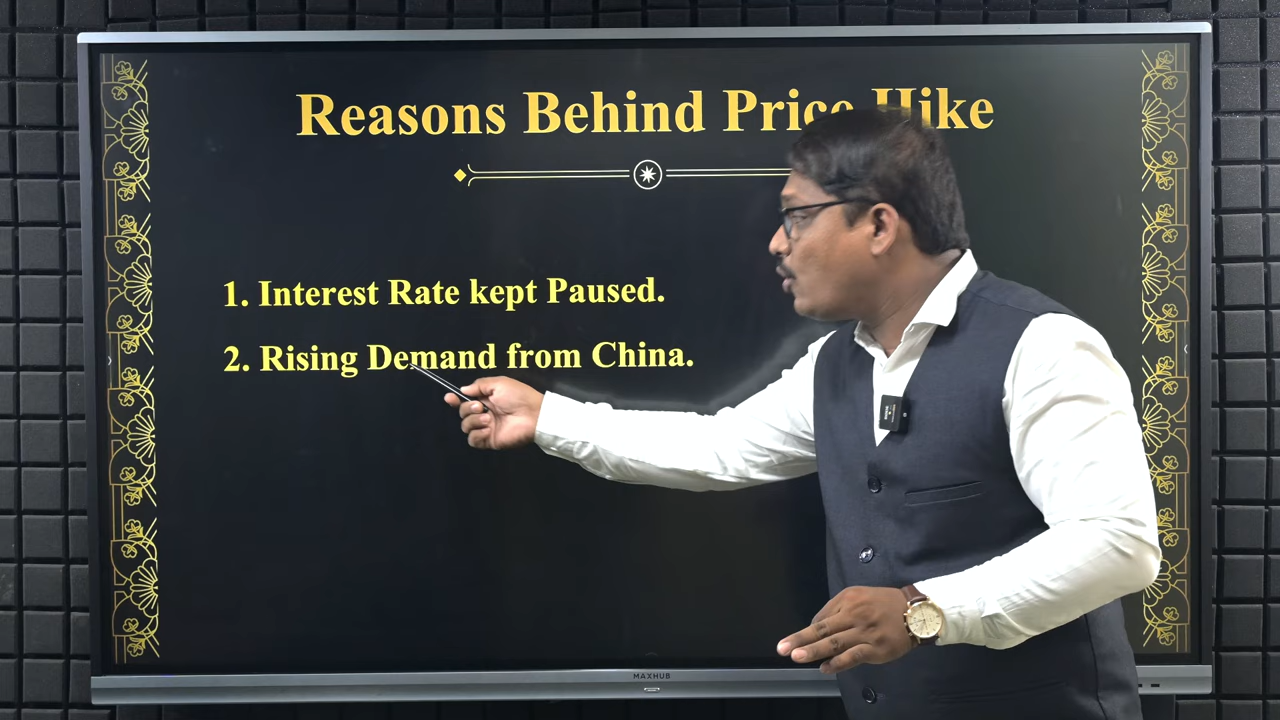 Reasons Behind Price Hike
1. Interest Rate kept Paused.
2. Rising Demand from China.
MAXHUB